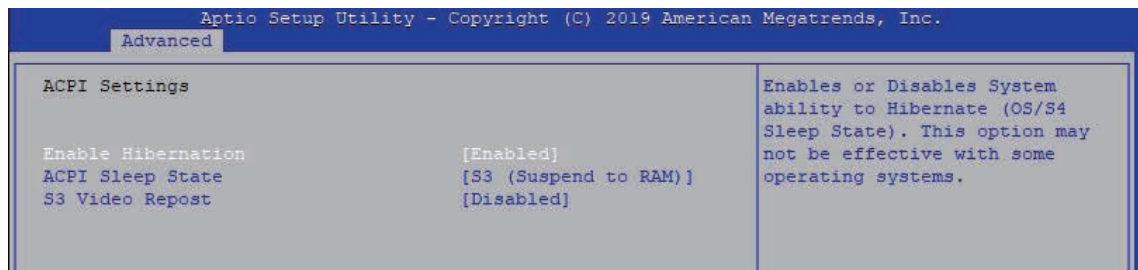 Aptio Setup Utility - Copyright (C) 2019 American Megatrends, Inc.
Advanced
ACPI Settings
Enable Hibernation [Enabled]
ACPI Sleep State [S3 (Suspend to RAM)]
S3 Video Repost [Disabled]
Enables or Disables System
ability to Hibernate (OS/S4
Sleep State). This option may
not be effective with some
operating systems.